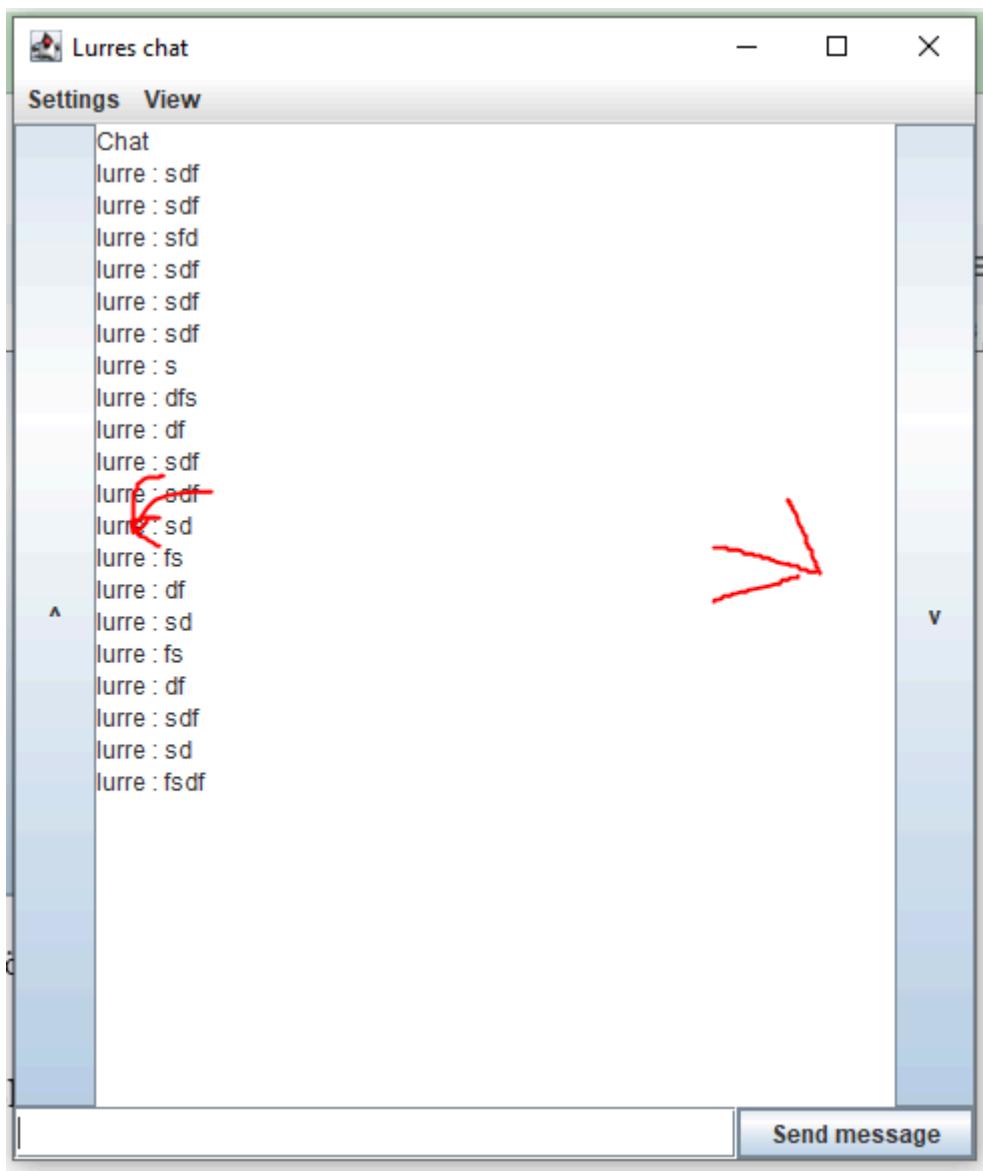 Lurres chat
Settings View
Chat
lurre : sdf
lurre : sdf
lurre : sfd
lurre : sdf
lurre : sdf
lurre : sdf
lurre : s
lurre : dfs
lurre : df
lurre : sdf
lurre : sdf
lurre : sd
lurre : fs
lurre : df
^ lurre : sd v
lurre : fs
lurre : df
lurre : sdf
lurre : sd
lurre : fsdf
Send message